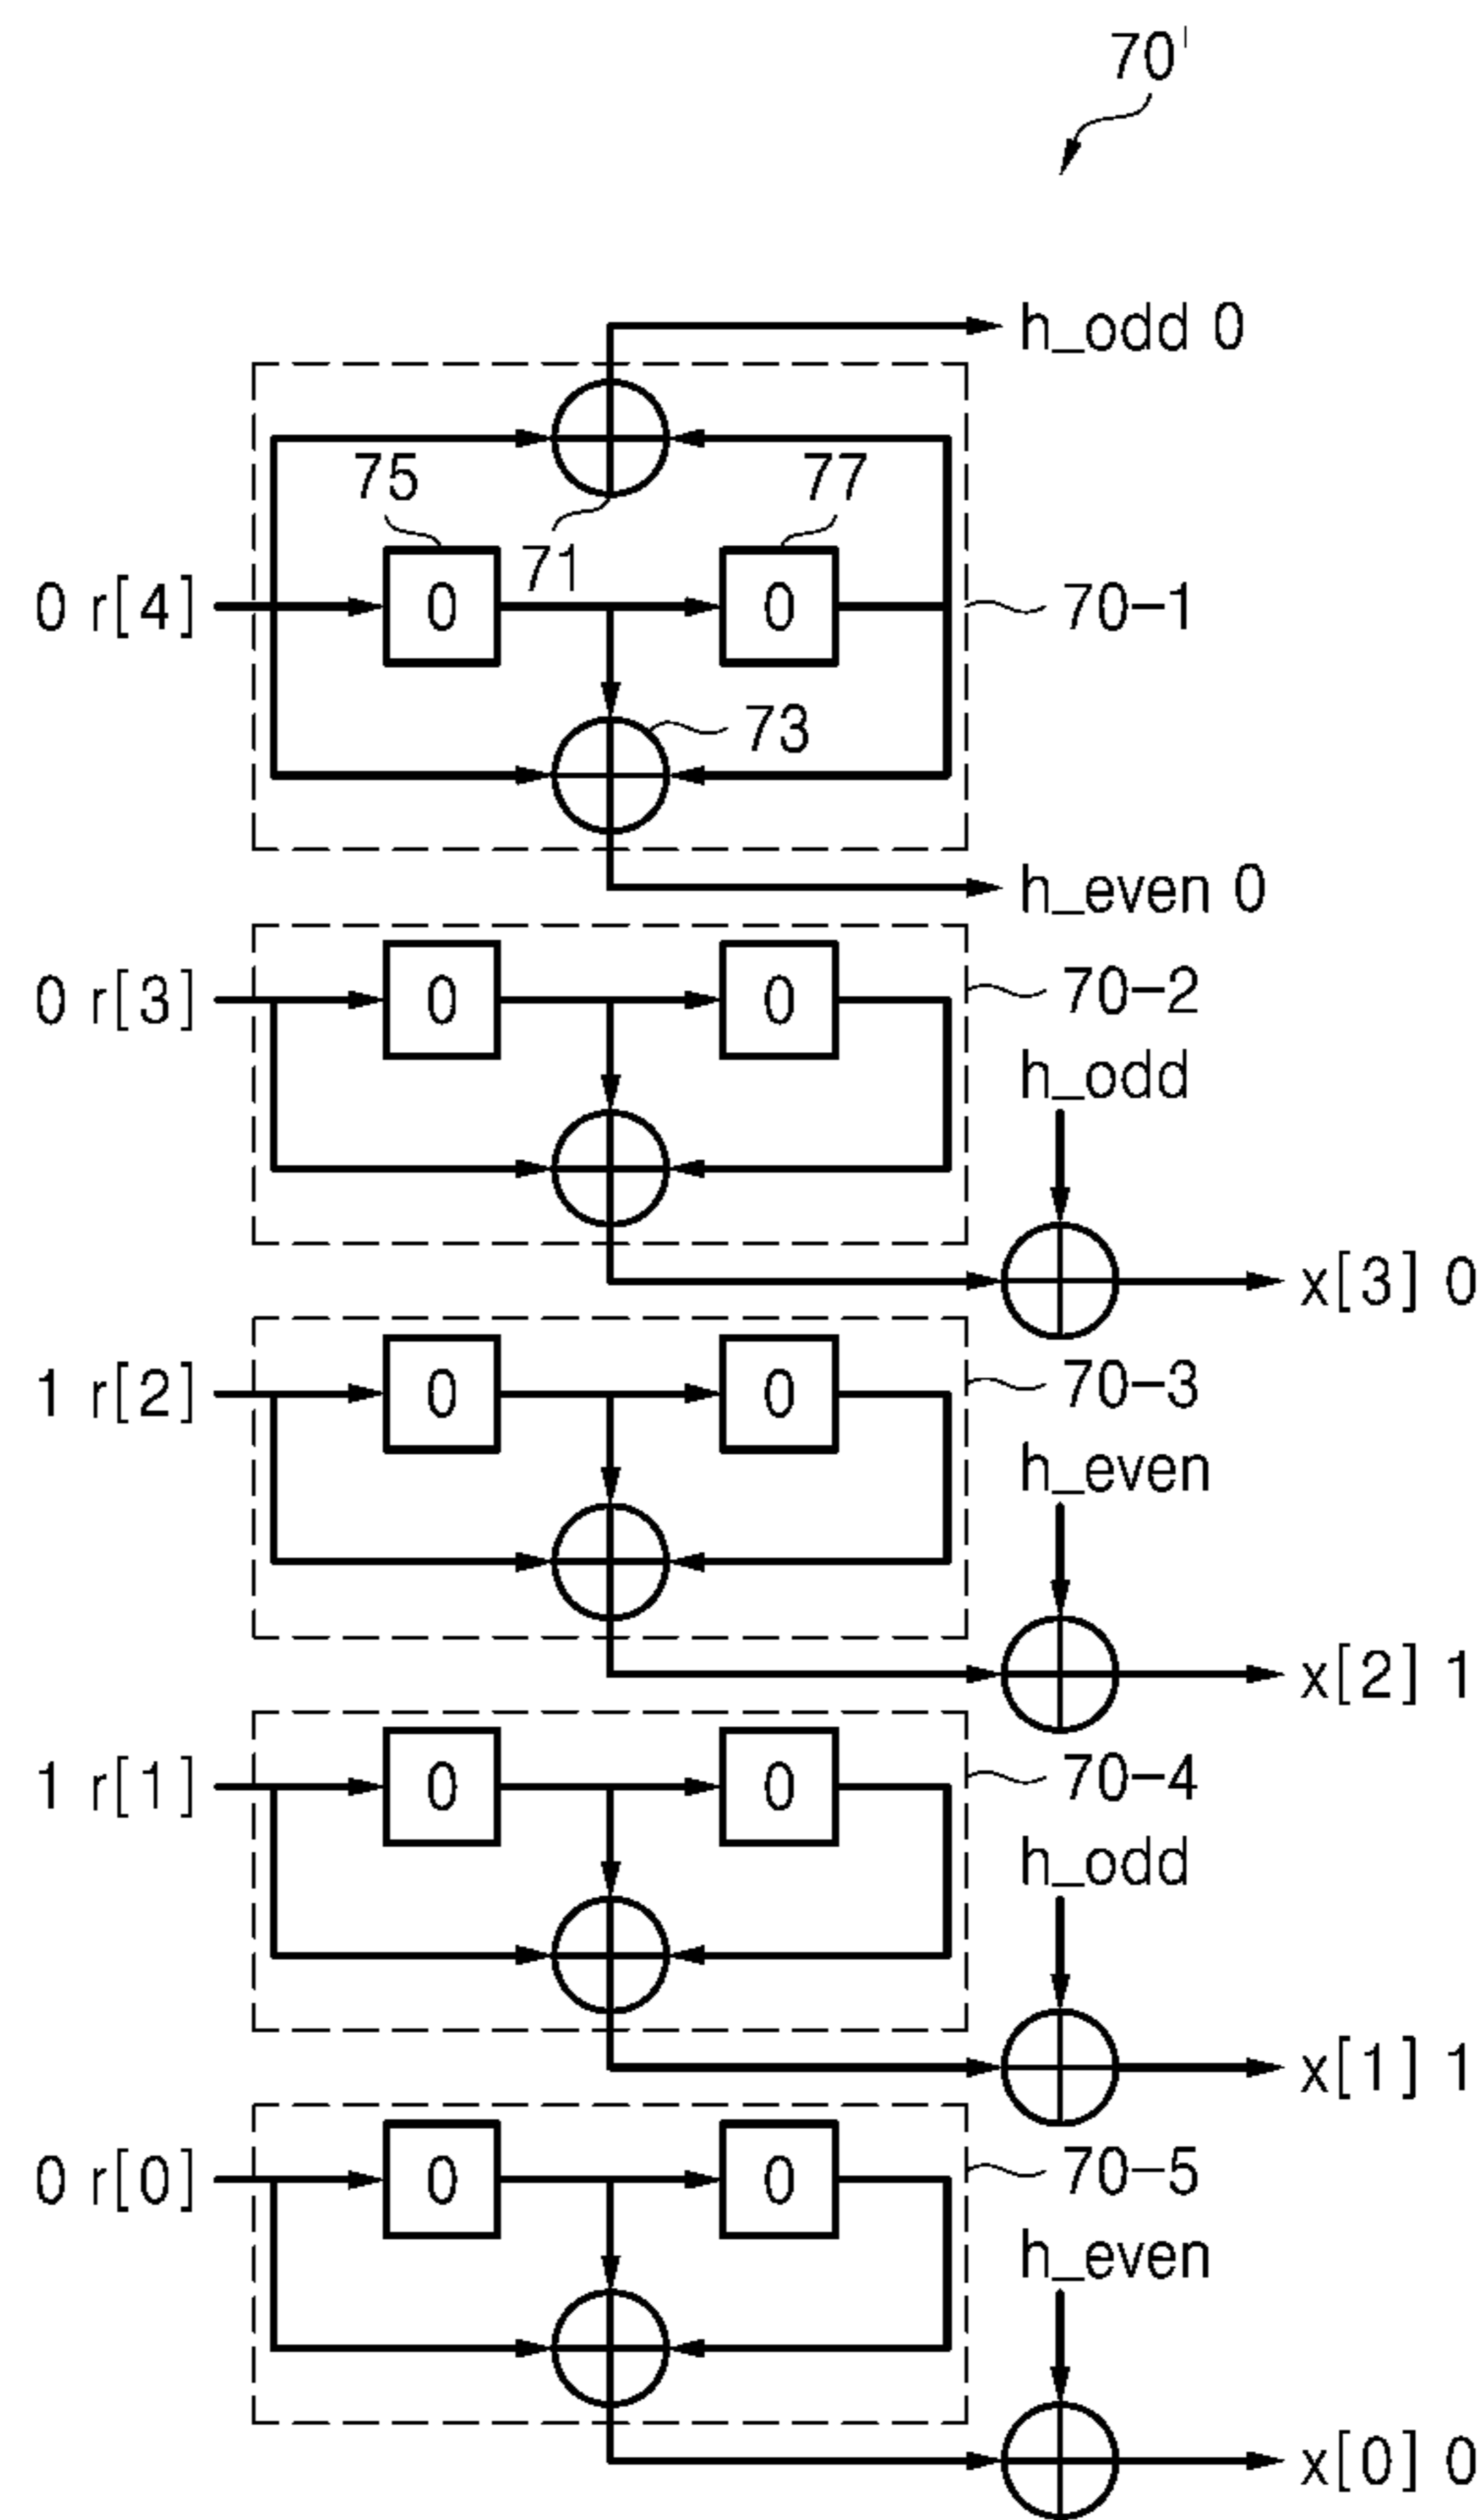 70'
h_odd 0
75
77
71
0 r[4]
0
0
70-1
73
h_even 0
0 r[3]
0
0
70-2
h_odd
x[3] 0
1 r[2]
0
0
70-3
h_even
x[2] 1
1 r[1]
0
0
70-4
h_odd
x[1] 1
0 r[0]
0
0
70-5
h_even
x[0] 0